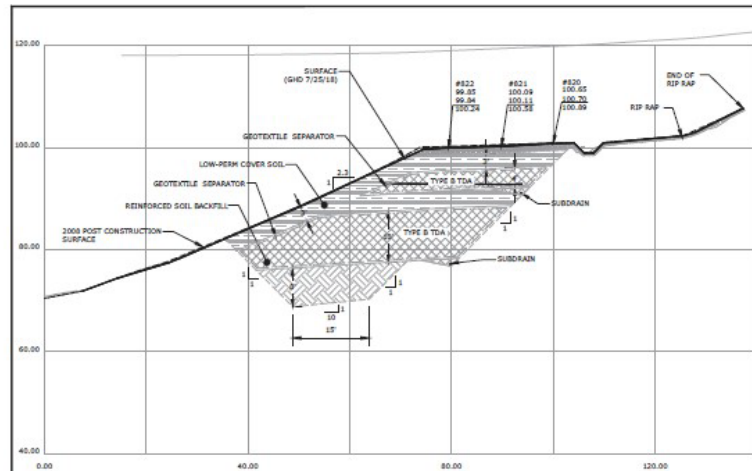 120.00
SURFACE
(GHD 7/25/18)
#822
99.85
99.84
100.24
#821
100.09
100.11
100.58
#820
100.65
100.70
100.89
END OF
RIP RAP
RIP RAP
100.00
GEOTEXTILE SEPARATOR
LOW-PERM COVER SOIL
2.3
1
TYPE B TDA
GEOTEXTILE SEPARATOR
REINFORCED SOIL BACKFILL
SUBDRAIN
1
1
2008 POST CONSTRUCTION
SURFACE
TYPE B TDA
80.00
SUBDRAIN
1
1
1
1
10
1
15'
60.00
40.00
0.00
40.00
60.00
80.00
120.00